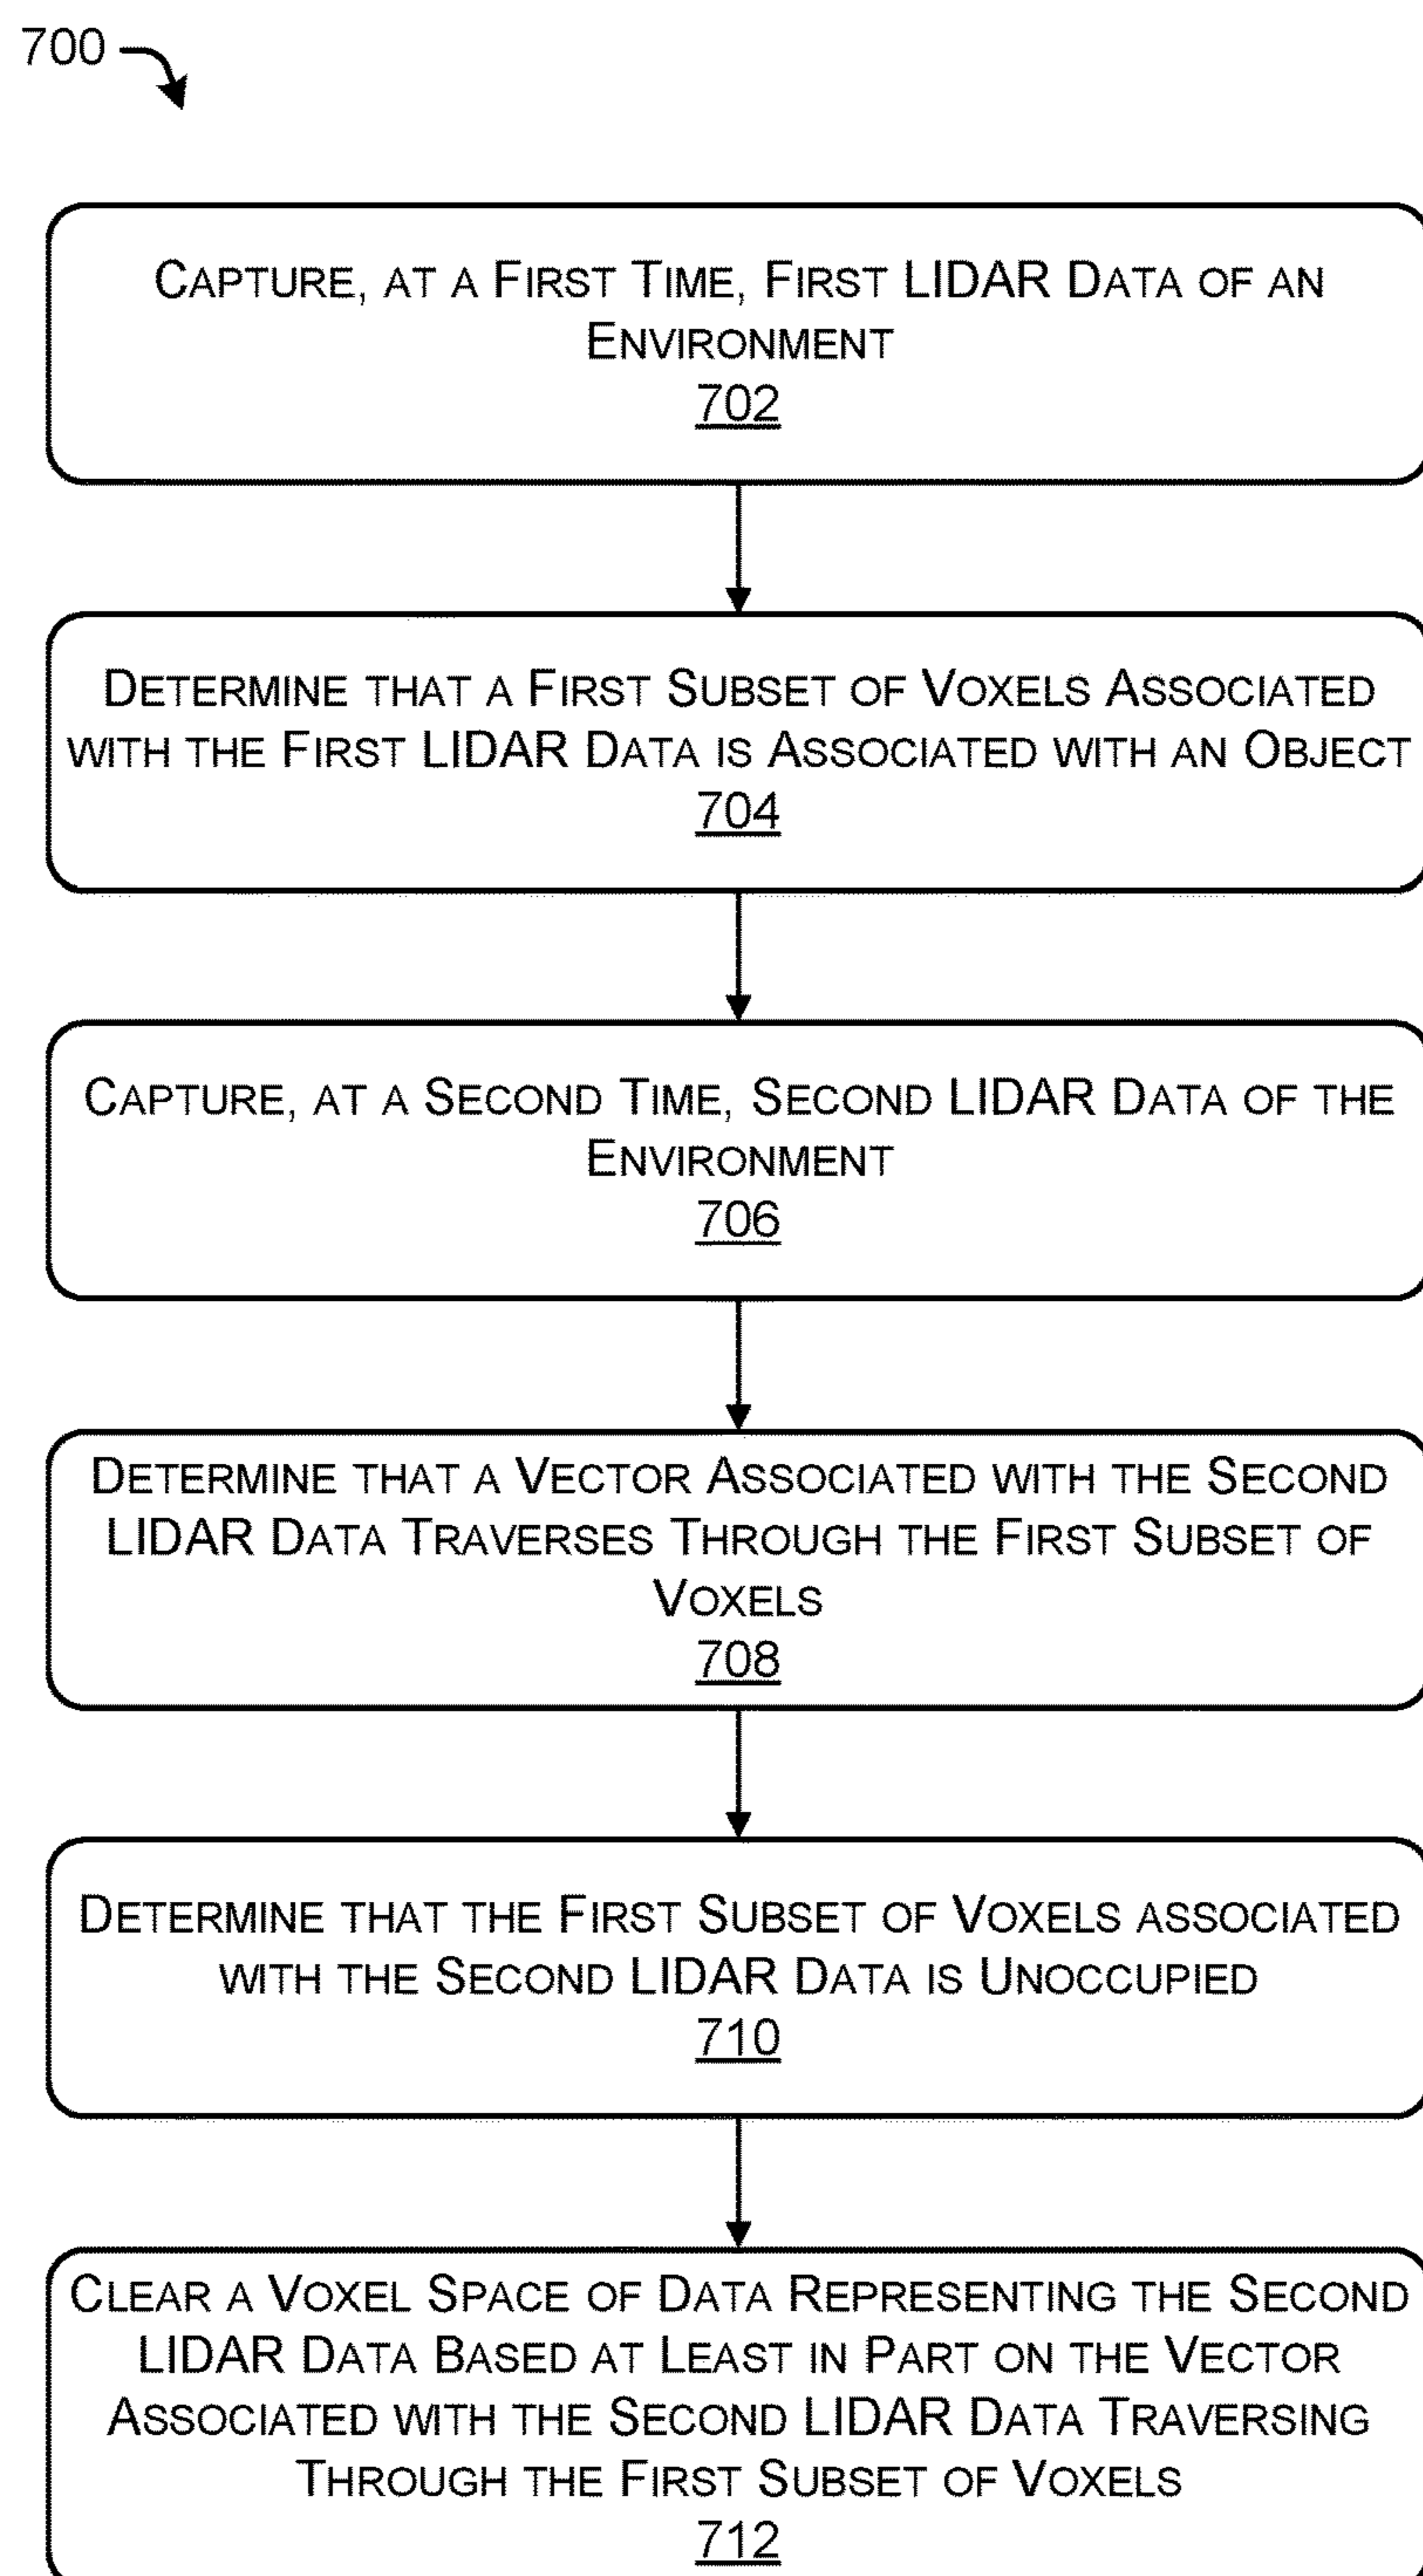 700
CAPTURE, AT A FIRST TIME, FIRST LIDAR DATA OF AN
ENVIRONMENT
702
DETERMINE THAT A FIRST SUBSET OF VOXELS ASSOCIATED
WITH THE FIRST LIDAR DATA IS ASSOCIATED WITH AN OBJECT
704
CAPTURE, AT A SECOND TIME, SECOND LIDAR DATA OF THE
ENVIRONMENT
706
DETERMINE THAT A VECTOR ASSOCIATED WITH THE SECOND
LIDAR DATA TRAVERSES THROUGH THE FIRST SUBSET OF
VOXELS
708
DETERMINE THAT THE FIRST SUBSET OF VOXELS ASSOCIATED
WITH THE SECOND LIDAR DATA IS UNOCCUPIED
710
CLEAR A VOXEL SPACE OF DATA REPRESENTING THE SECOND
LIDAR DATA BASED AT LEAST IN PART ON THE VECTOR
ASSOCIATED WITH THE SECOND LIDAR DATA TRAVERSING
THROUGH THE FIRST SUBSET OF VOXELS
712